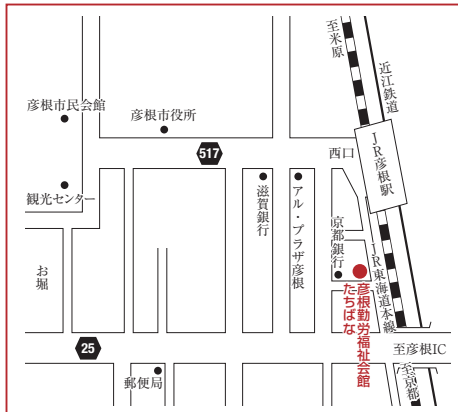 至米原
近江鉄道
彦根市民会館
彦根市役所
517
西口
JR彦根駅
観光センター
滋賀銀行
アル・プラザ彦根
京都銀行
JR東海道本線
お堀
彦根勤労福祉会館
たちばな
25
至彦根IC
郵便局
至京都